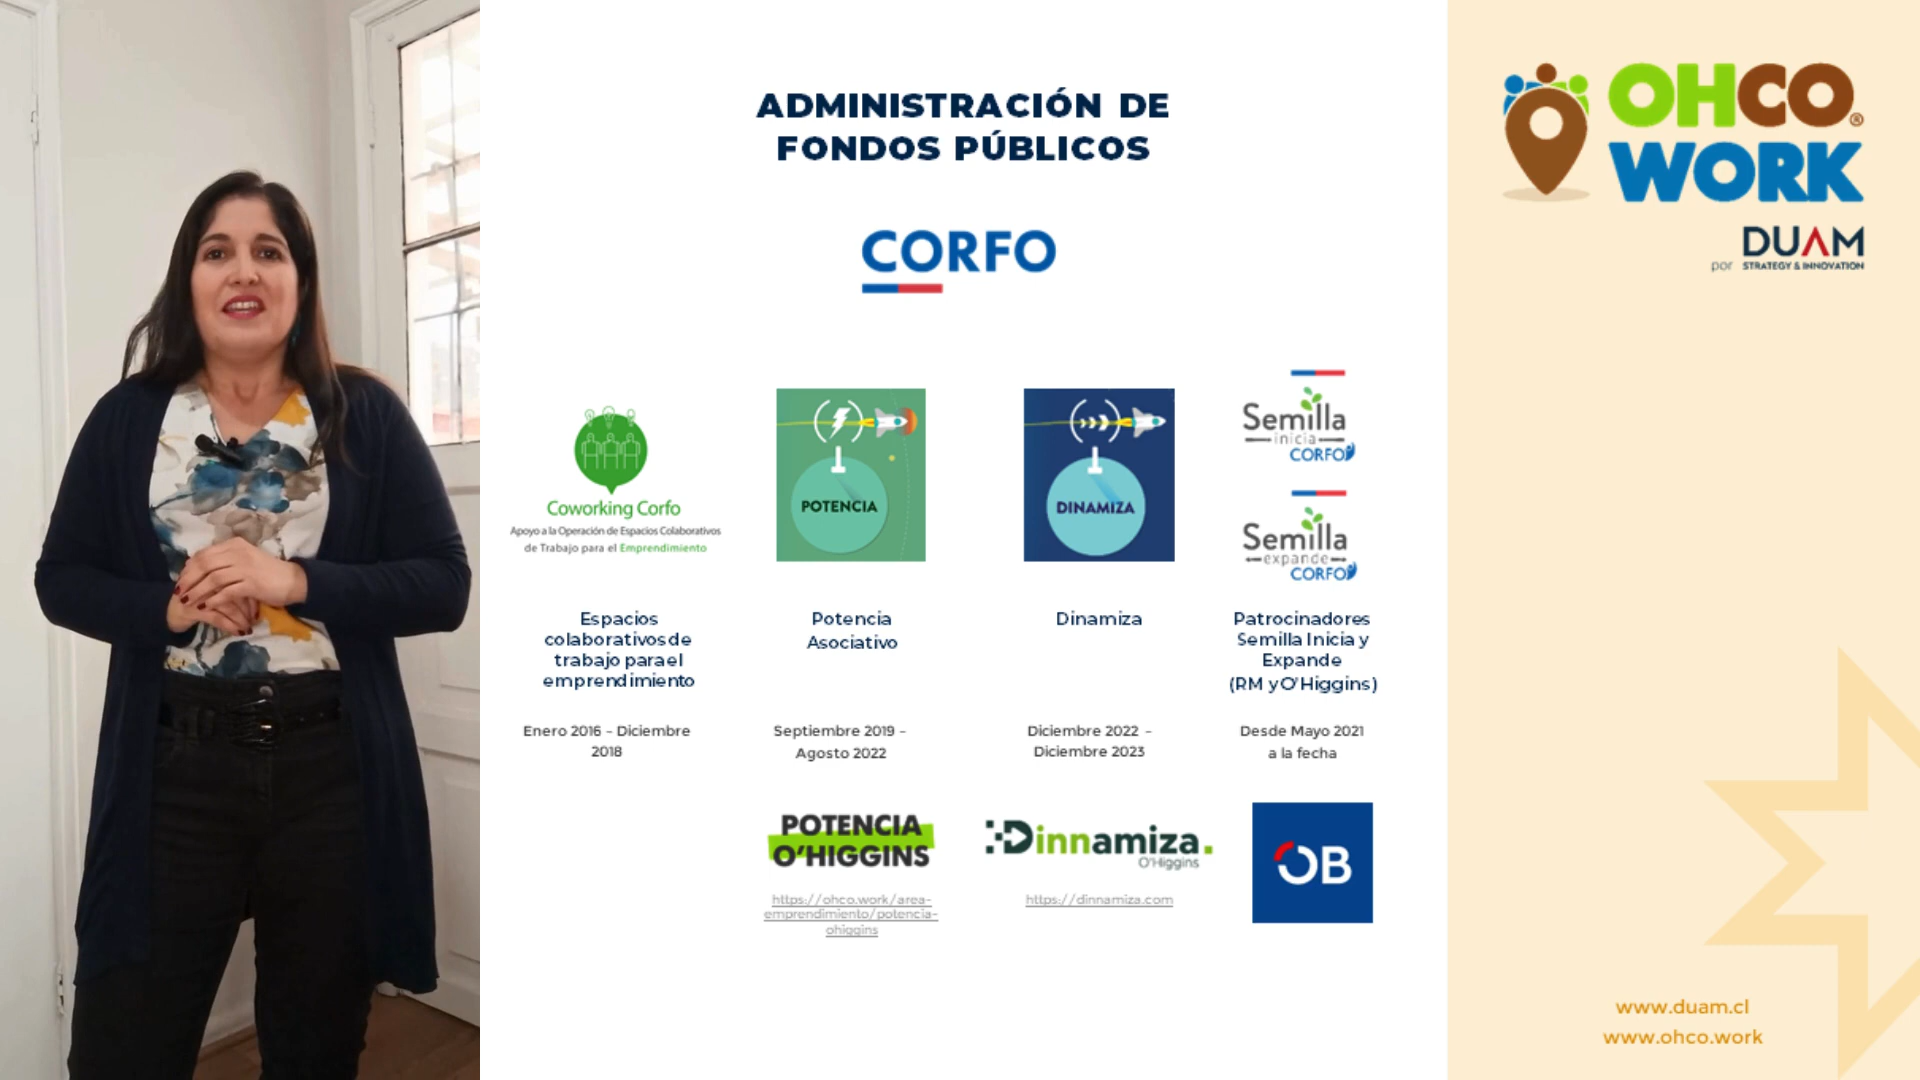 ADMINISTRACIÓN DE
FONDOS PÚBLICOS
CORFO
Coworking Corfo
Apoyo a la Operación de Espacios Colaborativos
de Trabajo para el Emprendimiento
POTENCIA
DINAMIZA
Semilla
inicia
CORFO
Semilla
expande
CORFO
Espacios
colaborativos de
trabajo para el
emprendimiento
Potencia
Asociativo
Dinamiza
Patrocinadores
Semilla Inicia y
Expande
(RM y O'Higgins)
Enero 2016 – Diciembre
2018
Septiembre 2019 –
Agosto 2022
Diciembre 2022 –
Diciembre 2023
Desde Mayo 2021
a la fecha
POTENCIA
O'HIGGINS
https://ohco.work/area-
emprendimiento/potencia-
ohiggins
Dinnamiza.
O'Higgins
https://dinnamiza.com
OB
OHCO®
WORK
por DUAM
STRATEGY & INNOVATION
www.duam.cl
www.ohco.work